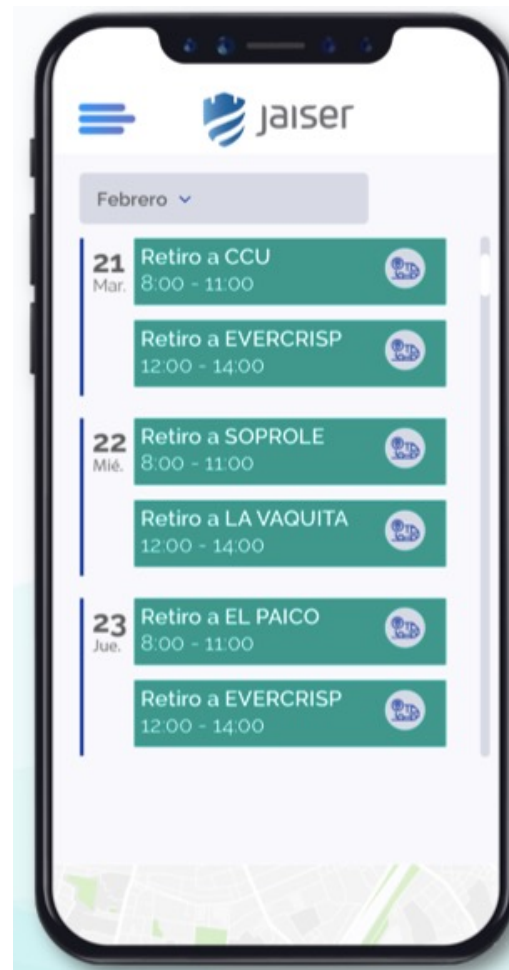 jaiser
Febrero
21
Mar.
Retiro a CCU
8:00 - 11:00
Retiro a EVERCRISP
12:00 - 14:00
22
Mié.
Retiro a SOPROLE
8:00 - 11:00
Retiro a LA VAQUITA
12:00 - 14:00
23
Jue.
Retiro a EL PAICO
8:00 - 11:00
Retiro a EVERCRISP
12:00 - 14:00